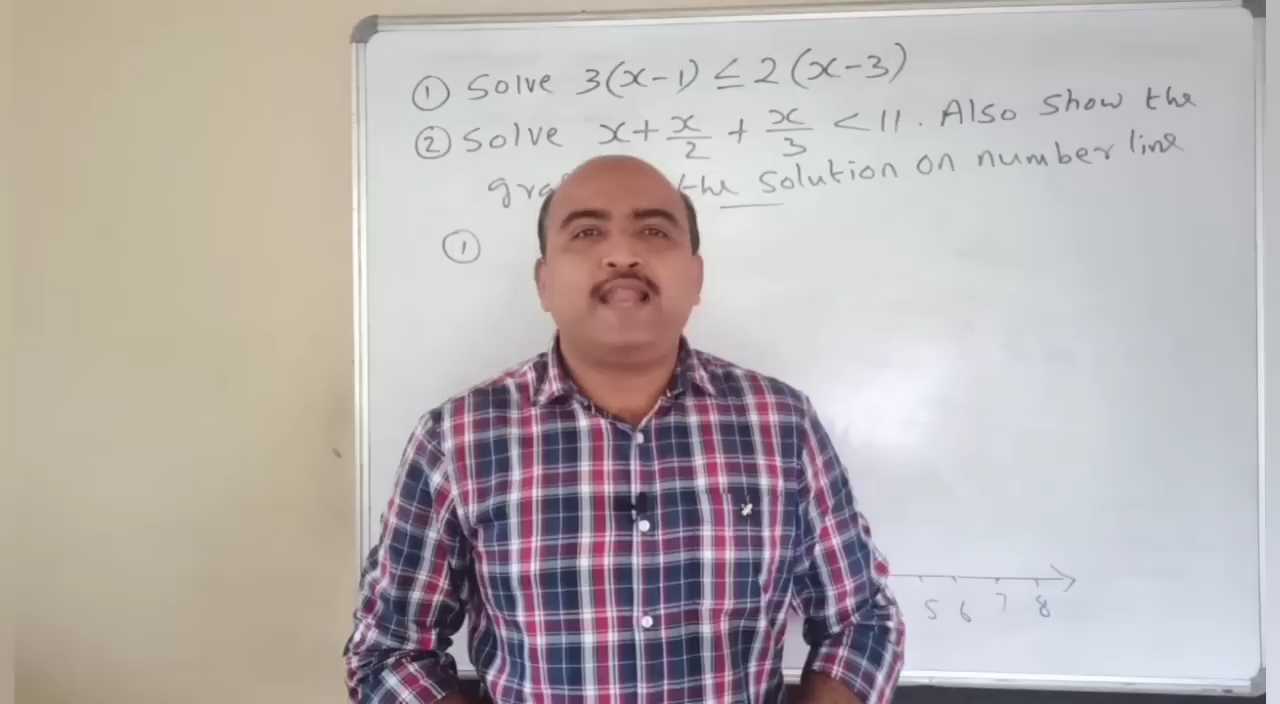 ① Solve 3(x-1) ≤ 2(x-3)
② Solve x + x/2 + x/3 < 11. Also show the
the solution on number line
①
5 6 7 8